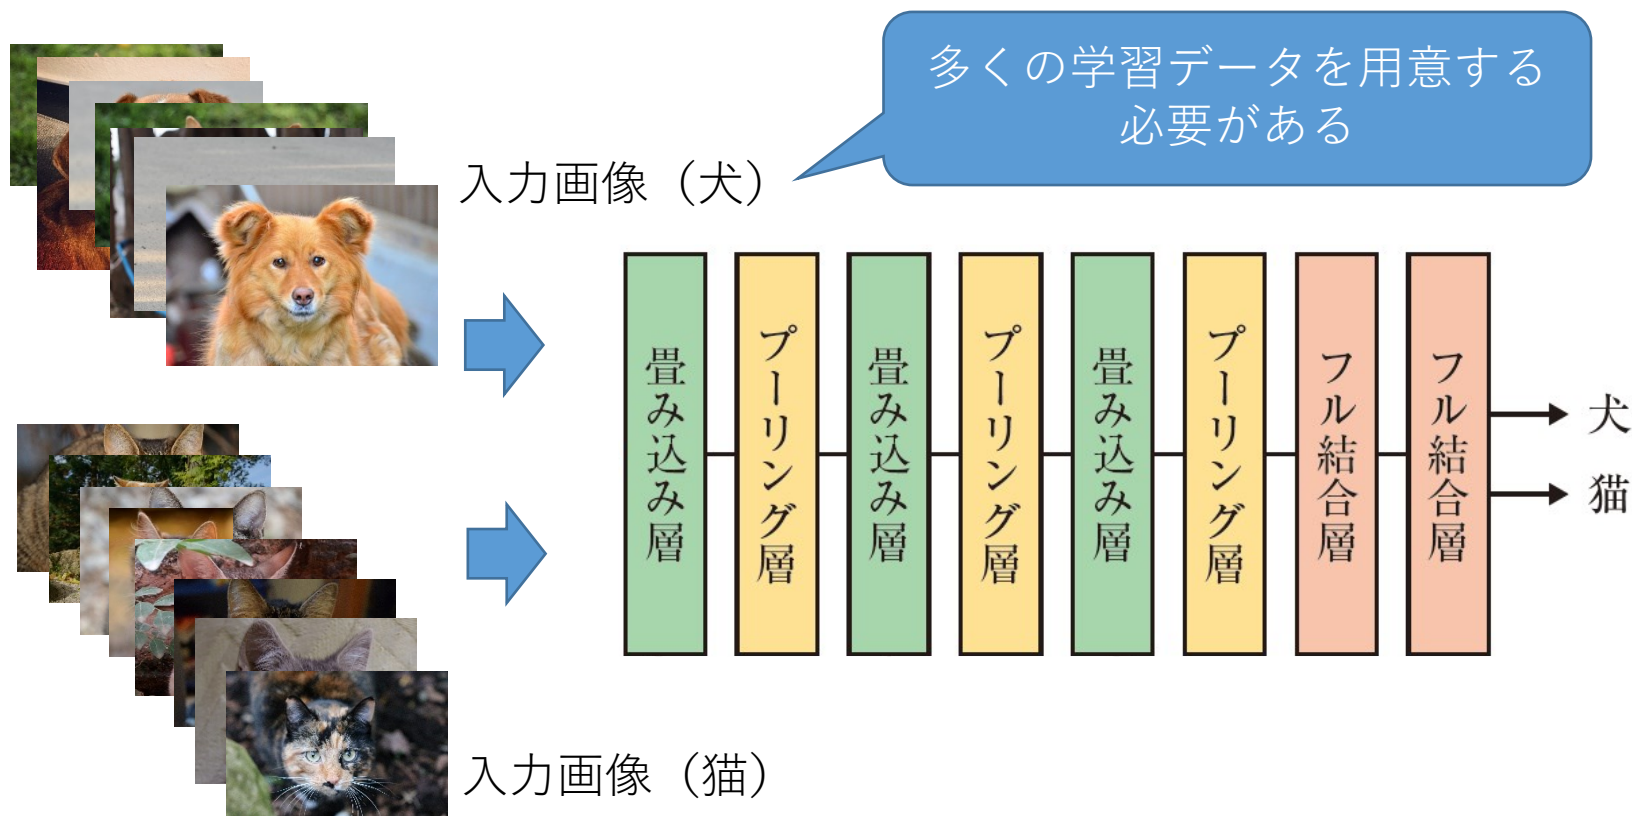 多くの学習データを用意する
必要がある
入力画像（犬）
畳み込み層
プーリング層
畳み込み層
プーリング層
畳み込み層
プーリング層
フル結合層
フル結合層
犬
猫
入力画像（猫）